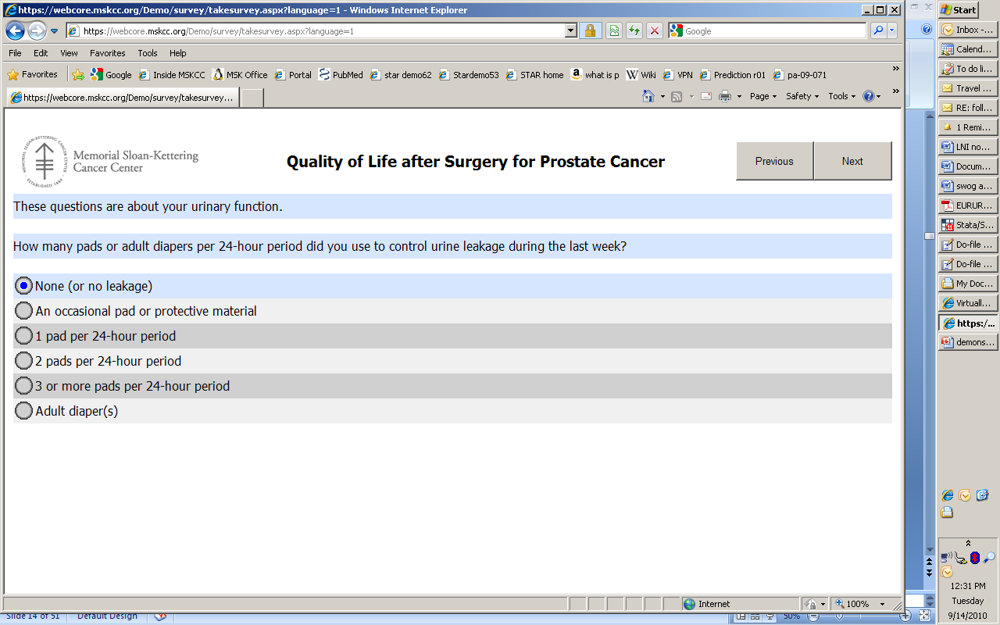 https://webcore.mskcc.org/Demo/survey/takesurvey.aspx?language=1 - Windows Internet Explorer
https://webcore.mskcc.org/Demo/survey/takesurvey.aspx?language=1
Google
File Edit View Favorites Tools Help
Favorites Google Inside MSKCC MSK Office Portal PubMed star demo62 Stardemo53 STAR home what is p Wiki VPN Prediction r01 pa-09-071
https://webcore.mskcc.org/Demo/survey/takesurvey...
Page Safety Tools
Memorial Sloan-Kettering
Cancer Center
Quality of Life after Surgery for Prostate Cancer
Previous
Next
These questions are about your urinary function.
How many pads or adult diapers per 24-hour period did you use to control urine leakage during the last week?
None (or no leakage)
An occasional pad or protective material
1 pad per 24-hour period
2 pads per 24-hour period
3 or more pads per 24-hour period
Adult diaper(s)
Internet
100%
Slide 14 of 51 Default Design
50%
Start
Inbox -...
Calend...
To do li...
Travel ...
RE: foll...
1 Remi...
LNI no...
Docum...
swog a...
EURUR...
Stata/S...
Do-file ...
Do-file ...
My Doc...
Virtuall...
https:/...
demons...
12:31 PM
Tuesday
9/14/2010